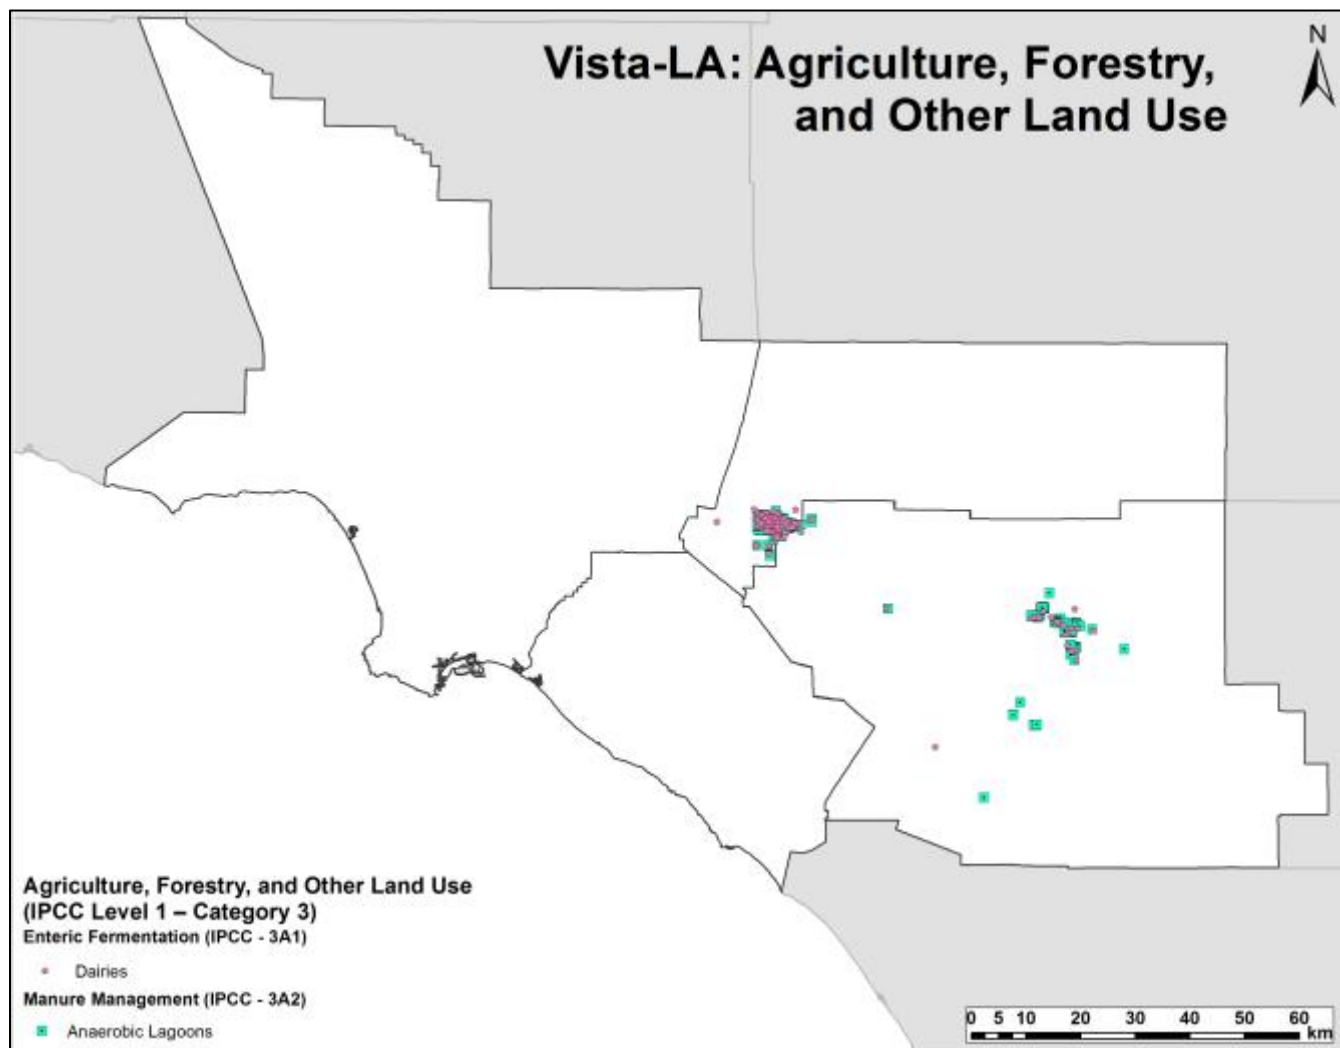 Vista-LA: Agriculture, Forestry,
and Other Land Use
N
Agriculture, Forestry, and Other Land Use
(IPCC Level 1 – Category 3)
Enteric Fermentation (IPCC - 3A1)
Dairies
Manure Management (IPCC - 3A2)
Anaerobic Lagoons
0 5 10 20 30 40 50 60
km